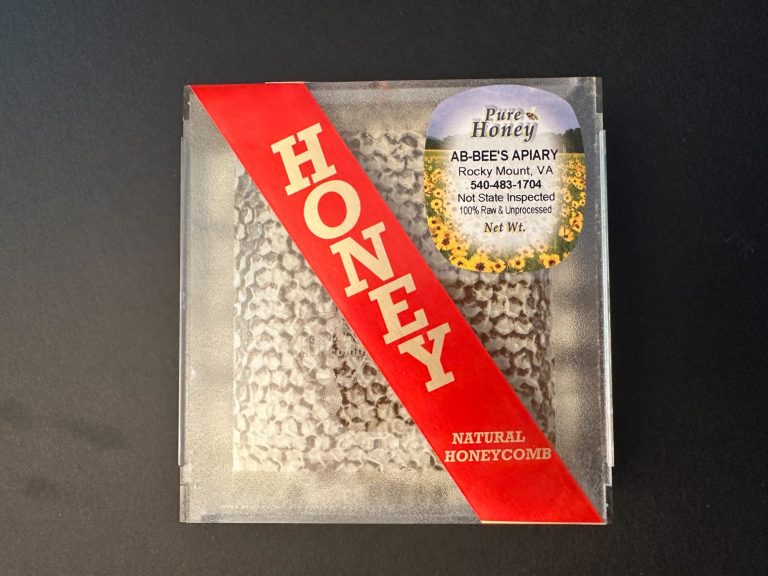 HONEY
NATURAL
HONEYCOMB
Pure
Honey
AB-BEE'S APIARY
Rocky Mount, VA
540-483-1704
Not State Inspected
100% Raw & Unprocessed
Net Wt.